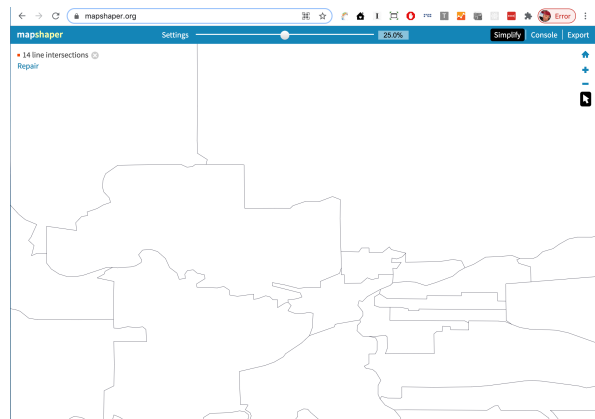 mapshaper.org
Error
mapshaper
Settings
25.0%
Simplify
Console
Export
14 line intersections
Repair